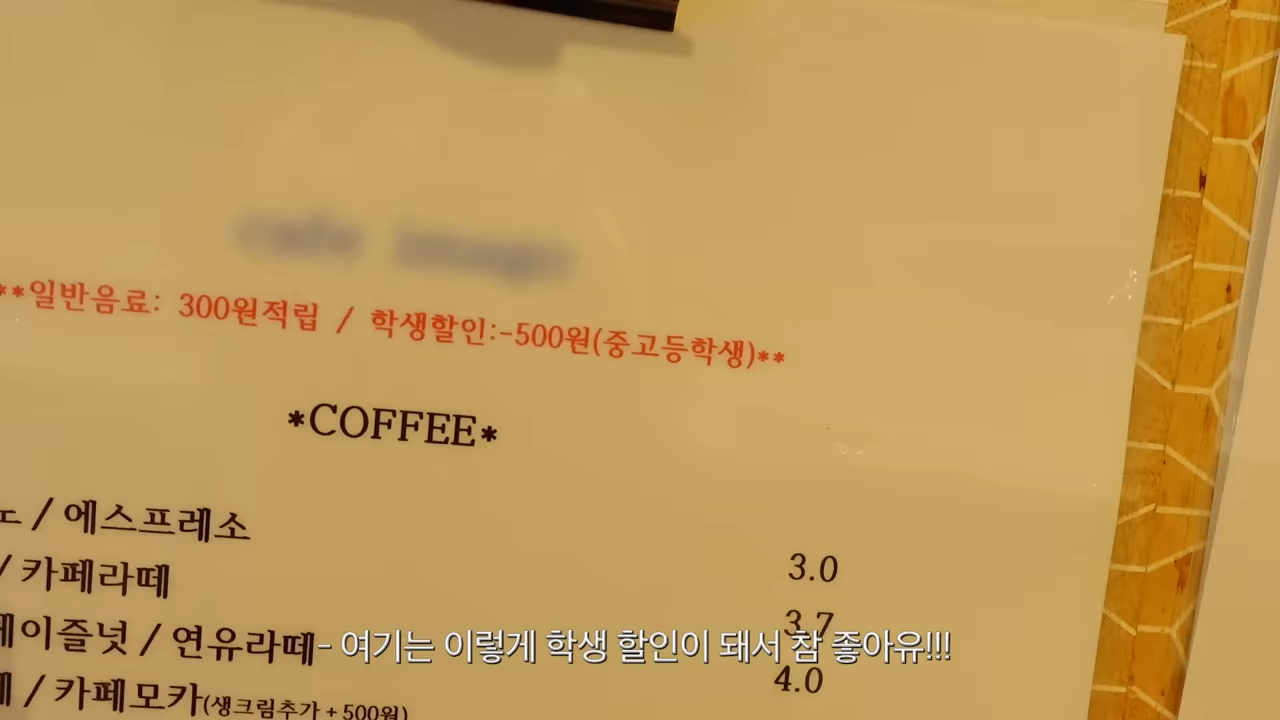 **일반음료: 300원적립 / 학생할인:-500원(중고등학생)**
*COFFEE*
/ 에스프레소 3.0
/ 카페라떼 3.7
/ 연유라떼 4.0
/ 카페모카(생크림추가 + 500원)
- 여기는 이렇게 학생 할인이 돼서 참 좋아유!!!